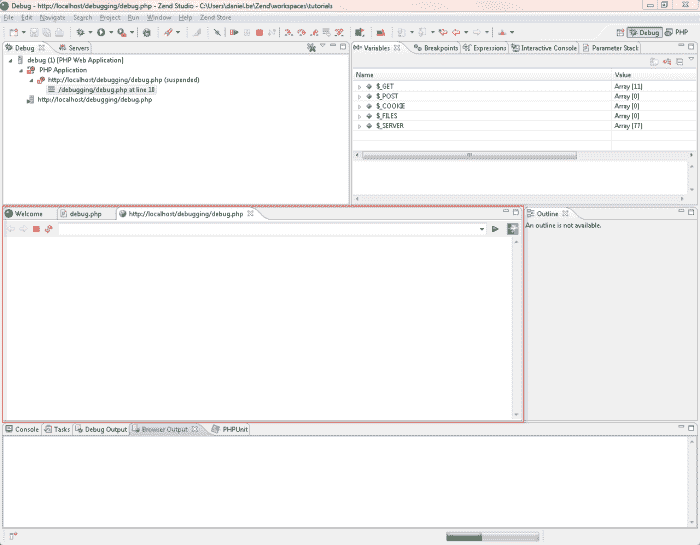 Debug - http://localhost/debugging/debug.php - Zend Studio - C:\Users\daniel.be\Zend\workspaces\tutorials
File Edit Navigate Search Project Run Window Help Zend Store
Debug PHP
Debug Servers
debug (1) [PHP Web Application]
PHP Application
http://localhost/debugging/debug.php (suspended)
/debugging/debug.php at line 18
http://localhost/debugging/debug.php
Variables Breakpoints Expressions Interactive Console Parameter Stack
Name Value
$_GET Array [11]
$_POST Array [0]
$_COOKIE Array [0]
$_FILES Array [0]
$_SERVER Array [77]
Welcome debug.php http://localhost/debugging/debug.php
Outline
An outline is not available.
Console Tasks Debug Output Browser Output PHPUnit